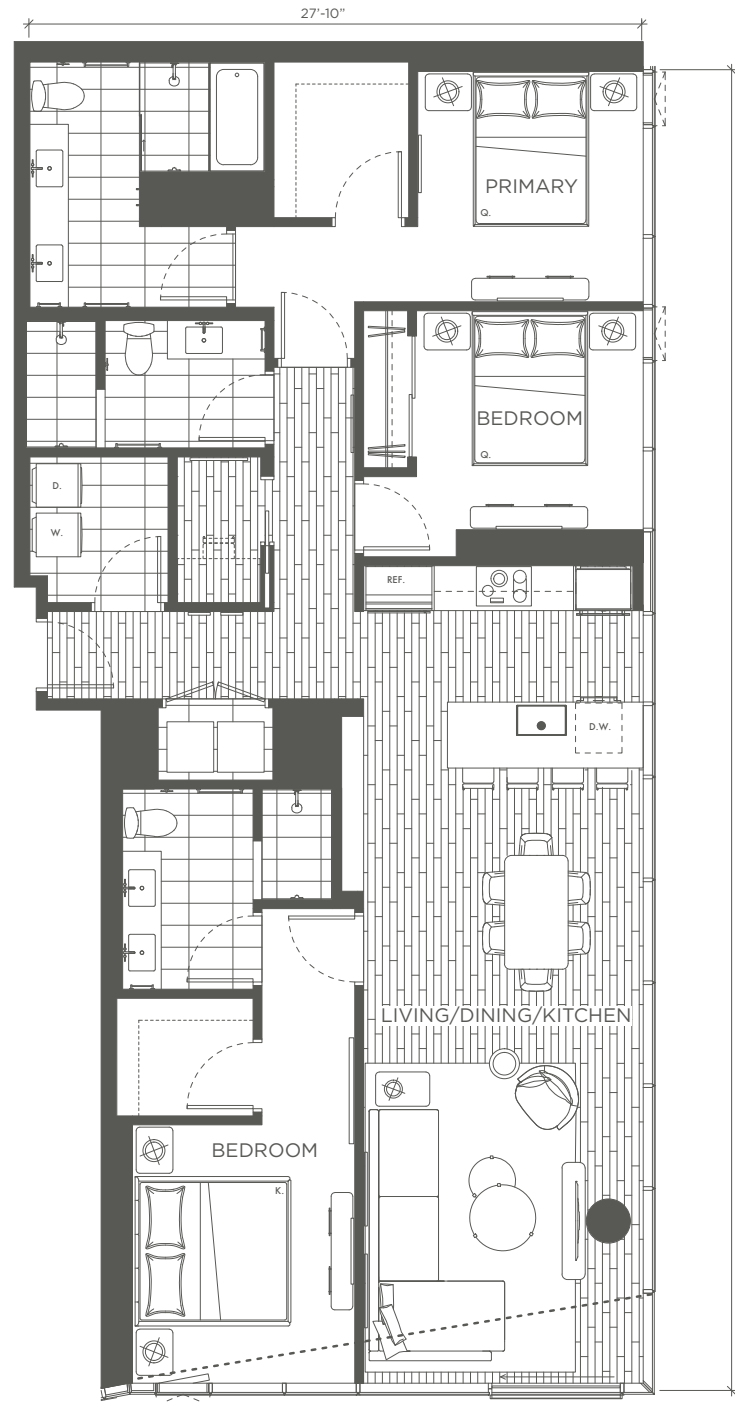 27'-10"
PRIMARY
Q.
BEDROOM
Q.
D.
W.
REF.
D.W.
LIVING/DINING/KITCHEN
BEDROOM
K.